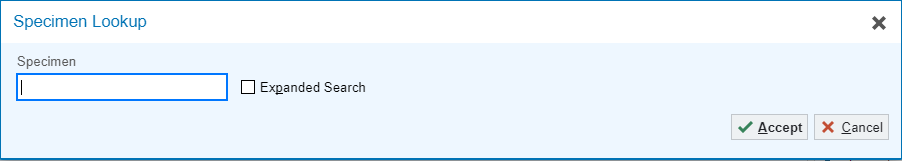 Specimen Lookup
Specimen
Expanded Search
Accept
Cancel